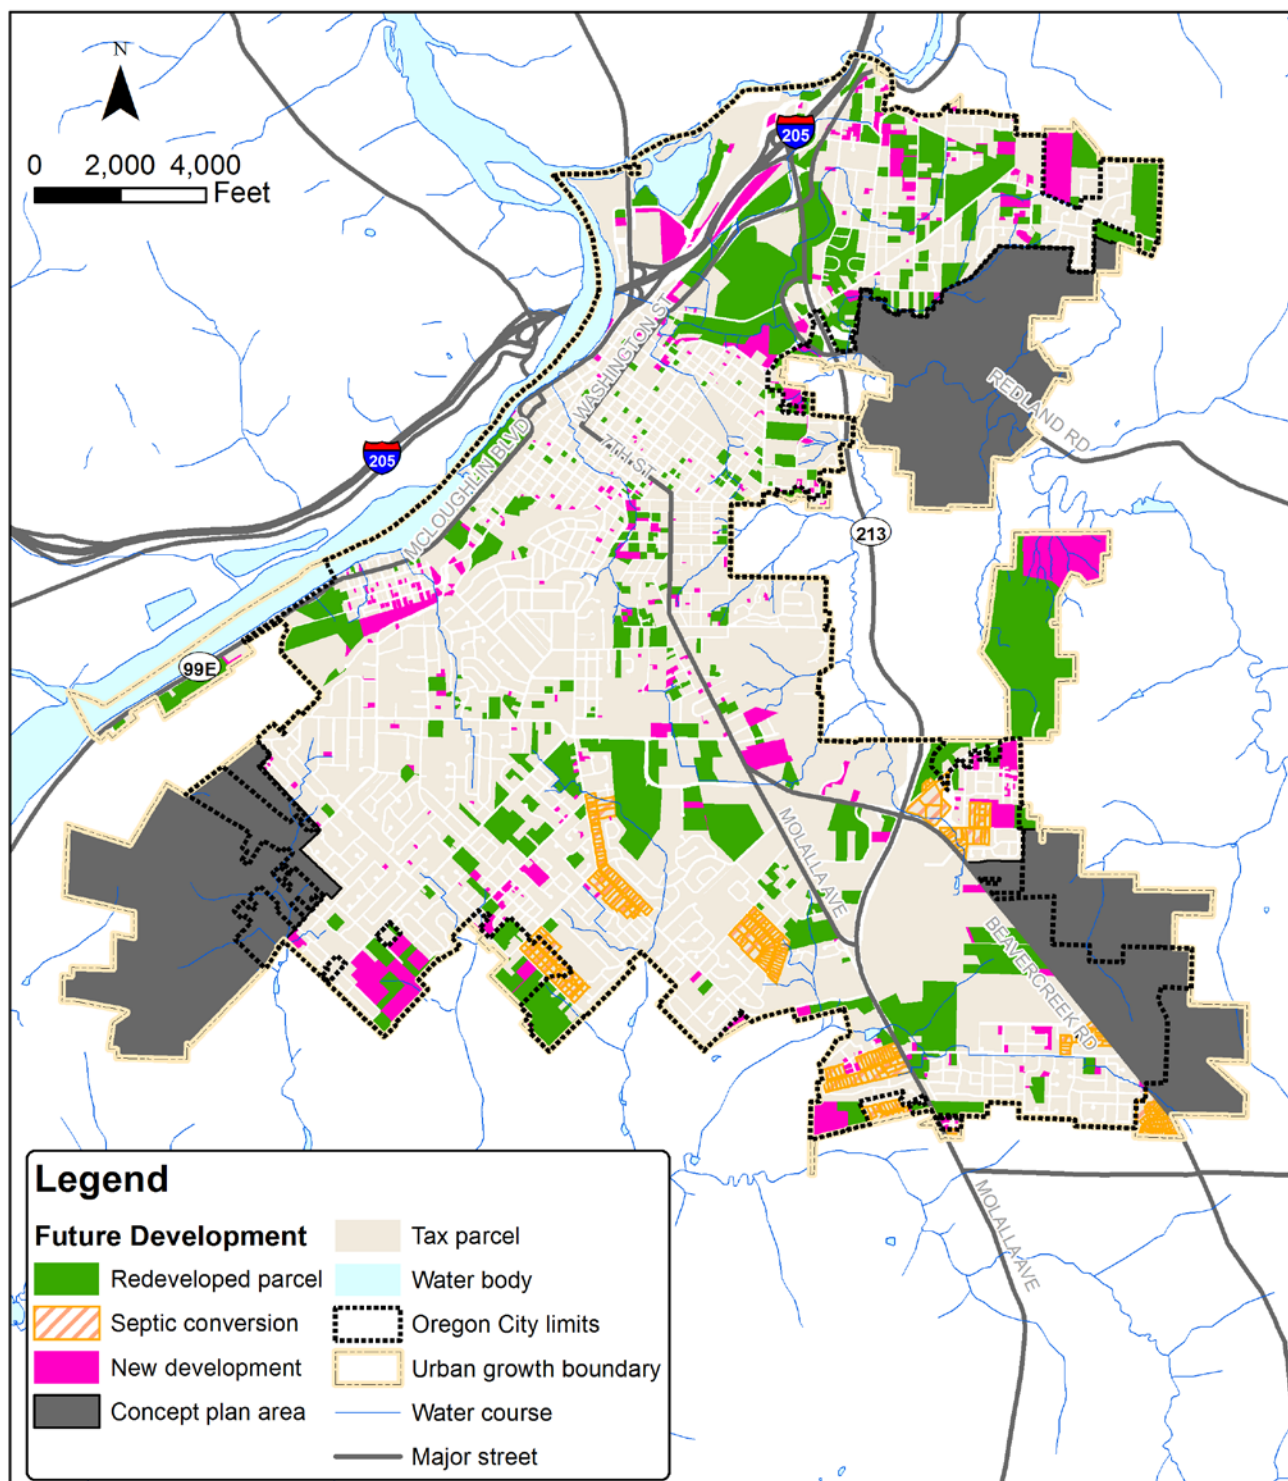 N
0 2,000 4,000
Feet
205
WASHINGTON ST
REDLAND RD
7TH ST
MCLOUGHLIN BLVD
205
213
99E
MOLALLA AVE
BEAVERCREEK RD
MOLALLA AVE
Legend
Future Development
Redeveloped parcel
Septic conversion
New development
Concept plan area
Tax parcel
Water body
Oregon City limits
Urban growth boundary
Water course
Major street